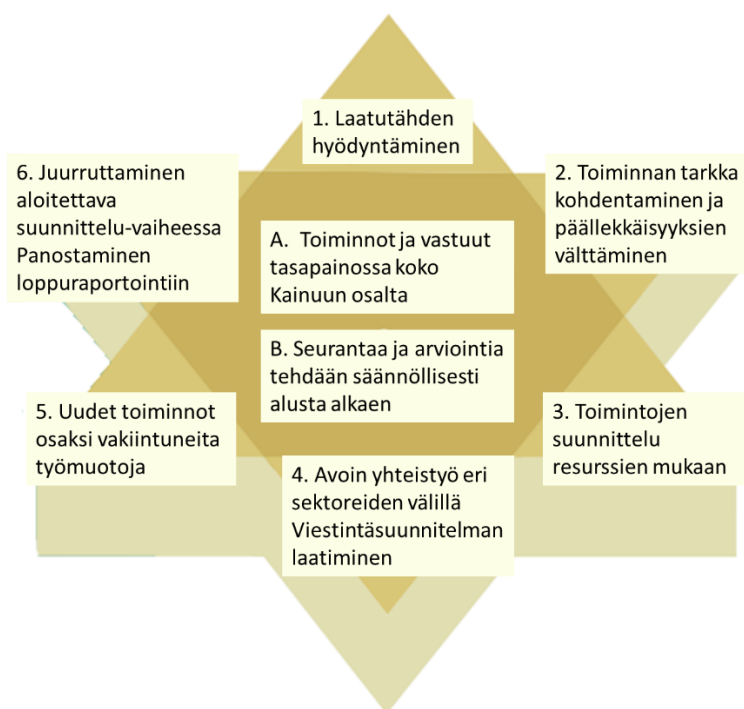 1. Laatutähden
hyödyntäminen
2. Toiminnan tarkka
kohdentaminen ja
päällekkäisyyksien
välttäminen
3. Toimintojen
suunnittelu
resurssien mukaan
4. Avoin yhteistyö eri
sektoreiden välillä
Viestintäsuunnitelman
laatiminen
5. Uudet toiminnot
osaksi vakiintuneita
työmuotoja
6. Juurruttaminen
aloitettava
suunnittelu-vaiheessa
Panostaminen
loppuraportointiin
A. Toiminnot ja vastuut
tasapainossa koko
Kainuun osalta
B. Seurantaa ja arviointia
tehdään säännöllisesti
alusta alkaen